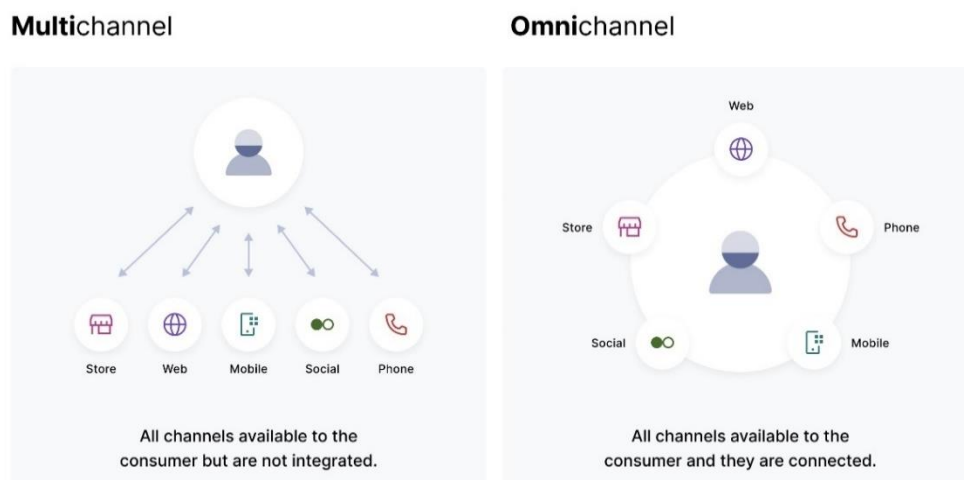 Multichannel
Store
Web
Mobile
Social
Phone
All channels available to the
consumer but are not integrated.
Omnichannel
Web
Store
Phone
Social
Mobile
All channels available to the
consumer and they are connected.